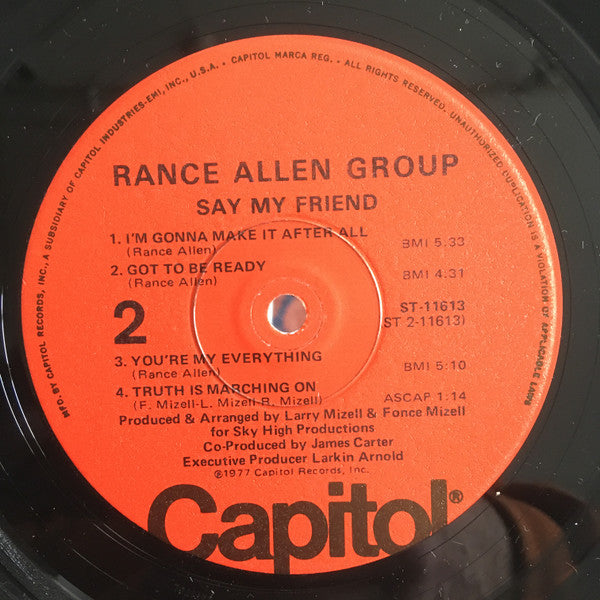 MFG. BY CAPITOL RECORDS, INC., A SUBSIDIARY OF CAPITOL INDUSTRIES-EMI, INC., U.S.A. · CAPITOL MARCA REG. · ALL RIGHTS RESERVED. UNAUTHORIZED DUPLICATION IS A VIOLATION OF APPLICABLE LAWS
RANCE ALLEN GROUP
SAY MY FRIEND
1. I'M GONNA MAKE IT AFTER ALL BMI 5:33
(Rance Allen)
2. GOT TO BE READY BMI 4:31
(Rance Allen)
2
ST-11613
(ST 2-11613)
3. YOU'RE MY EVERYTHING BMI 5:10
(Rance Allen)
4. TRUTH IS MARCHING ON ASCAP 1:14
(F. Mizell-L. Mizell-R. Mizell)
Produced & Arranged by Larry Mizell & Fonce Mizell
for Sky High Productions
Co-Produced by James Carter
Executive Producer Larkin Arnold
℗1977 Capitol Records, Inc.
Capitol®